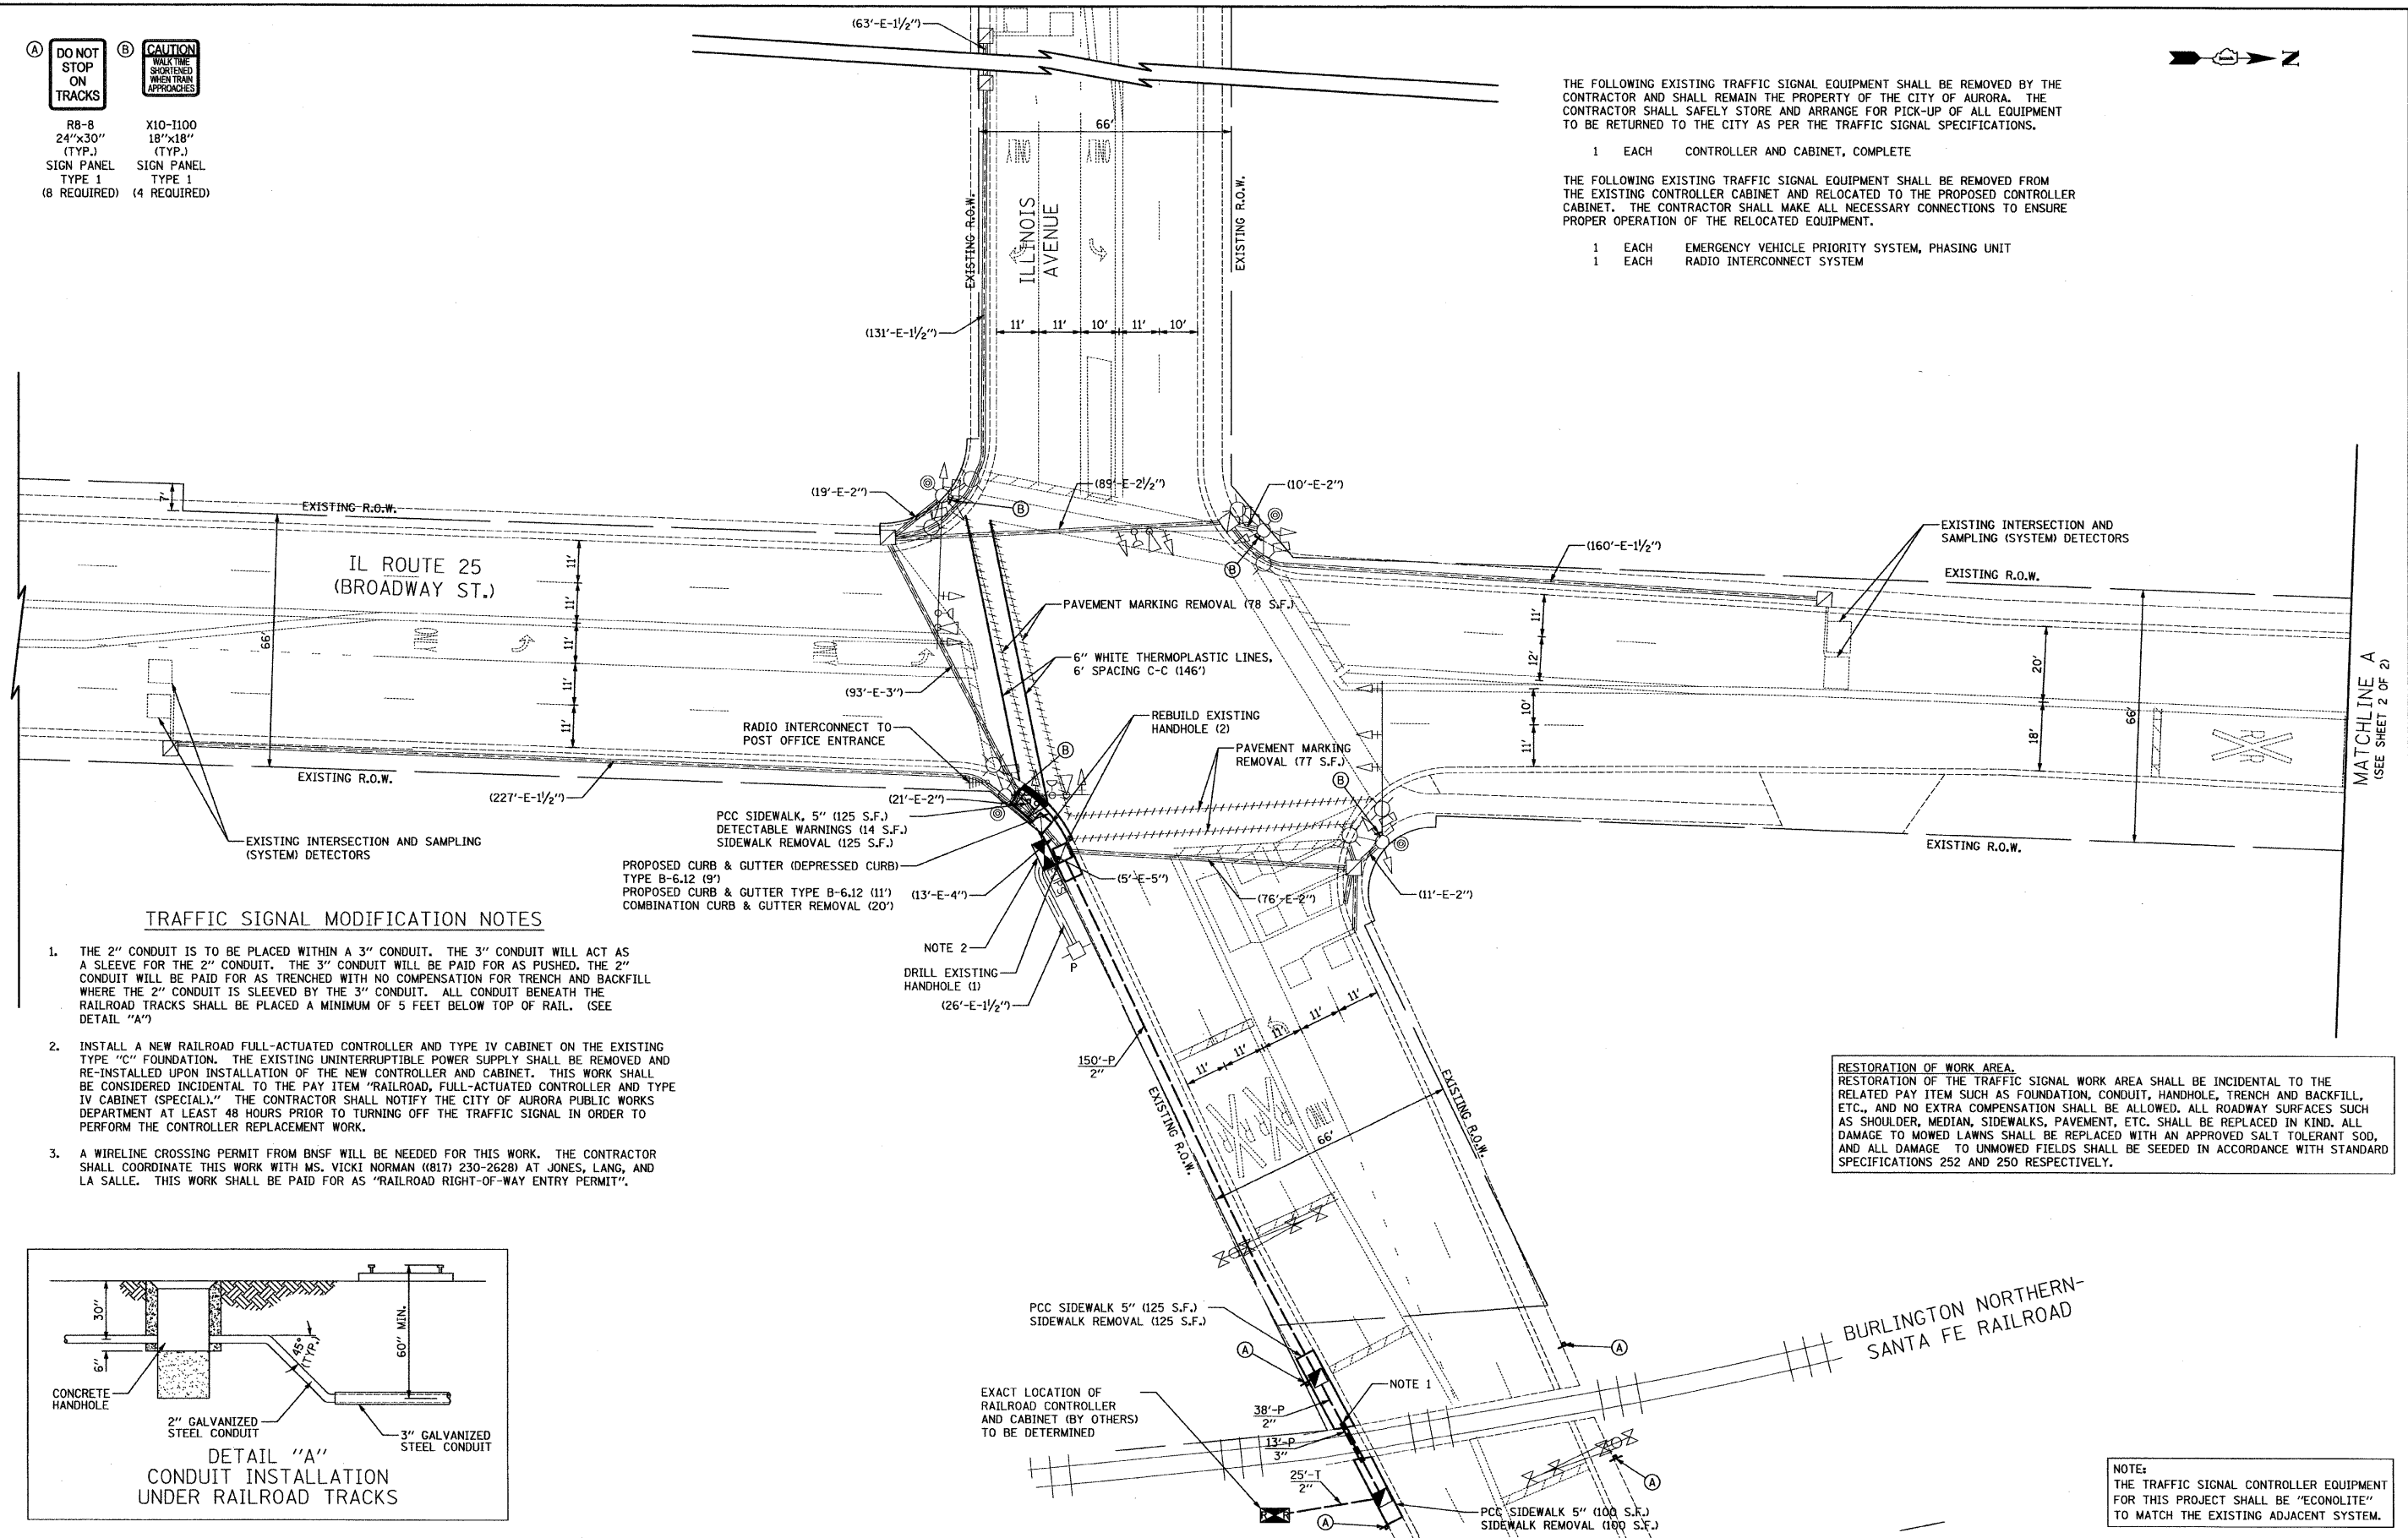 (A)
DO NOT
STOP
ON
TRACKS
R8-8
24"x30"
(TYP.)
SIGN PANEL
TYPE 1
(8 REQUIRED)
(B)
CAUTION
WALK TIME
SHORTENED
WHEN TRAIN
APPROACHES
X10-I100
18"x18"
(TYP.)
SIGN PANEL
TYPE 1
(4 REQUIRED)
(63'-E-1½")
66'
ONLY
ONLY
EXISTING R.O.W.
ILLINOIS
AVENUE
EXISTING R.O.W.
(131'-E-1½")
11'
11'
10'
11'
10'
N
THE FOLLOWING EXISTING TRAFFIC SIGNAL EQUIPMENT SHALL BE REMOVED BY THE
CONTRACTOR AND SHALL REMAIN THE PROPERTY OF THE CITY OF AURORA. THE
CONTRACTOR SHALL SAFELY STORE AND ARRANGE FOR PICK-UP OF ALL EQUIPMENT
TO BE RETURNED TO THE CITY AS PER THE TRAFFIC SIGNAL SPECIFICATIONS.
1 EACH CONTROLLER AND CABINET, COMPLETE
THE FOLLOWING EXISTING TRAFFIC SIGNAL EQUIPMENT SHALL BE REMOVED FROM
THE EXISTING CONTROLLER CABINET AND RELOCATED TO THE PROPOSED CONTROLLER
CABINET. THE CONTRACTOR SHALL MAKE ALL NECESSARY CONNECTIONS TO ENSURE
PROPER OPERATION OF THE RELOCATED EQUIPMENT.
1 EACH EMERGENCY VEHICLE PRIORITY SYSTEM, PHASING UNIT
1 EACH RADIO INTERCONNECT SYSTEM
7'
EXISTING R.O.W.
IL ROUTE 25
(BROADWAY ST.)
66'
11'
11'
11'
11'
11'
ONLY
ONLY
EXISTING R.O.W.
(227'-E-1½")
EXISTING INTERSECTION AND SAMPLING
(SYSTEM) DETECTORS
(19'-E-2")
(B)
(89'-E-2½")
(10'-E-2")
(B)
(160'-E-1½")
EXISTING INTERSECTION AND
SAMPLING (SYSTEM) DETECTORS
EXISTING R.O.W.
PAVEMENT MARKING REMOVAL (78 S.F.)
6" WHITE THERMOPLASTIC LINES,
6' SPACING C-C (146')
(93'-E-3")
RADIO INTERCONNECT TO
POST OFFICE ENTRANCE
REBUILD EXISTING
HANDHOLE (2)
PAVEMENT MARKING
REMOVAL (77 S.F.)
(B)
(B)
11'
12'
10'
11'
20'
18'
66'
RR
EXISTING R.O.W.
MATCHLINE A
(SEE SHEET 2 OF 2)
(21'-E-2")
PCC SIDEWALK, 5" (125 S.F.)
DETECTABLE WARNINGS (14 S.F.)
SIDEWALK REMOVAL (125 S.F.)
PROPOSED CURB & GUTTER (DEPRESSED CURB)
TYPE B-6.12 (9')
PROPOSED CURB & GUTTER TYPE B-6.12 (11')
COMBINATION CURB & GUTTER REMOVAL (20')
(13'-E-4")
(5'-E-5")
(76'-E-2")
(11'-E-2")
NOTE 2
DRILL EXISTING
HANDHOLE (1)
UPS
P
(26'-E-1½")
150'-P
2"
EXISTING R.O.W.
11'
11'
11'
11'
11'
RR
ONLY
66'
EXISTING R.O.W.
TRAFFIC SIGNAL MODIFICATION NOTES
1. THE 2" CONDUIT IS TO BE PLACED WITHIN A 3" CONDUIT. THE 3" CONDUIT WILL ACT AS
A SLEEVE FOR THE 2" CONDUIT. THE 3" CONDUIT WILL BE PAID FOR AS PUSHED. THE 2"
CONDUIT WILL BE PAID FOR AS TRENCHED WITH NO COMPENSATION FOR TRENCH AND BACKFILL
WHERE THE 2" CONDUIT IS SLEEVED BY THE 3" CONDUIT. ALL CONDUIT BENEATH THE
RAILROAD TRACKS SHALL BE PLACED A MINIMUM OF 5 FEET BELOW TOP OF RAIL. (SEE
DETAIL "A")
2. INSTALL A NEW RAILROAD FULL-ACTUATED CONTROLLER AND TYPE IV CABINET ON THE EXISTING
TYPE "C" FOUNDATION. THE EXISTING UNINTERRUPTIBLE POWER SUPPLY SHALL BE REMOVED AND
RE-INSTALLED UPON INSTALLATION OF THE NEW CONTROLLER AND CABINET. THIS WORK SHALL
BE CONSIDERED INCIDENTAL TO THE PAY ITEM "RAILROAD, FULL-ACTUATED CONTROLLER AND TYPE
IV CABINET (SPECIAL)." THE CONTRACTOR SHALL NOTIFY THE CITY OF AURORA PUBLIC WORKS
DEPARTMENT AT LEAST 48 HOURS PRIOR TO TURNING OFF THE TRAFFIC SIGNAL IN ORDER TO
PERFORM THE CONTROLLER REPLACEMENT WORK.
3. A WIRELINE CROSSING PERMIT FROM BNSF WILL BE NEEDED FOR THIS WORK. THE CONTRACTOR
SHALL COORDINATE THIS WORK WITH MS. VICKI NORMAN ((817) 230-2628) AT JONES, LANG, AND
LA SALLE. THIS WORK SHALL BE PAID FOR AS "RAILROAD RIGHT-OF-WAY ENTRY PERMIT".
RESTORATION OF WORK AREA.
RESTORATION OF THE TRAFFIC SIGNAL WORK AREA SHALL BE INCIDENTAL TO THE
RELATED PAY ITEM SUCH AS FOUNDATION, CONDUIT, HANDHOLE, TRENCH AND BACKFILL,
ETC., AND NO EXTRA COMPENSATION SHALL BE ALLOWED. ALL ROADWAY SURFACES SUCH
AS SHOULDER, MEDIAN, SIDEWALKS, PAVEMENT, ETC. SHALL BE REPLACED IN KIND. ALL
DAMAGE TO MOWED LAWNS SHALL BE REPLACED WITH AN APPROVED SALT TOLERANT SOD,
AND ALL DAMAGE TO UNMOWED FIELDS SHALL BE SEEDED IN ACCORDANCE WITH STANDARD
SPECIFICATIONS 252 AND 250 RESPECTIVELY.
30"
6"
45°
(TYP.)
60" MIN.
CONCRETE
HANDHOLE
2" GALVANIZED
STEEL CONDUIT
3" GALVANIZED
STEEL CONDUIT
DETAIL "A"
CONDUIT INSTALLATION
UNDER RAILROAD TRACKS
PCC SIDEWALK 5" (125 S.F.)
SIDEWALK REMOVAL (125 S.F.)
(A)
(A)
BURLINGTON NORTHERN-
SANTA FE RAILROAD
EXACT LOCATION OF
RAILROAD CONTROLLER
AND CABINET (BY OTHERS)
TO BE DETERMINED
NOTE 1
38'-P
2"
13'-P
3"
25'-T
2"
R R
(A)
(A)
PCC SIDEWALK 5" (100 S.F.)
SIDEWALK REMOVAL (100 S.F.)
NOTE:
THE TRAFFIC SIGNAL CONTROLLER EQUIPMENT
FOR THIS PROJECT SHALL BE "ECONOLITE"
TO MATCH THE EXISTING ADJACENT SYSTEM.